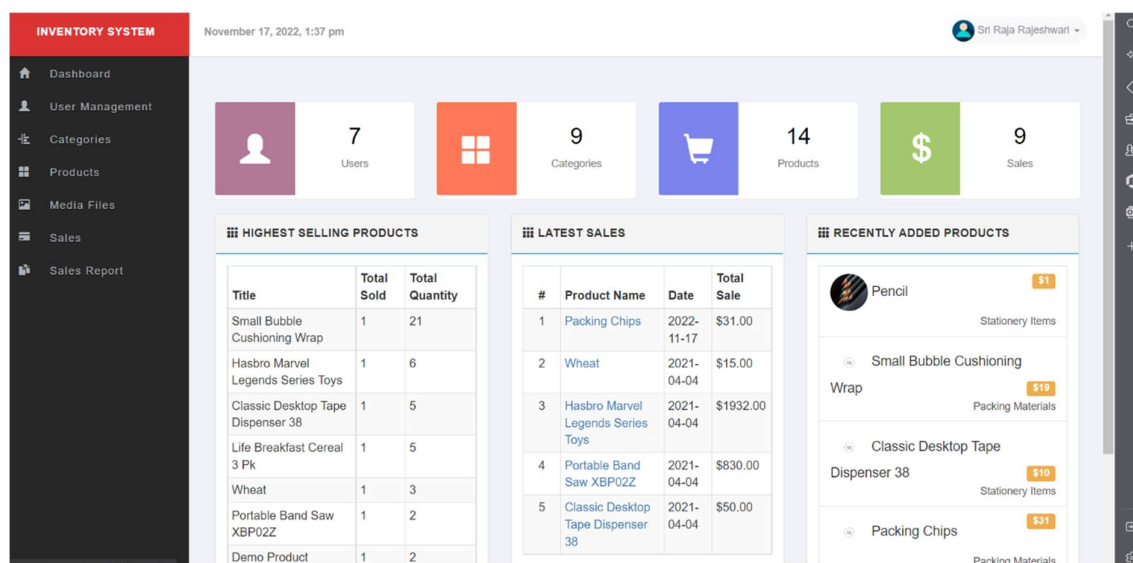 INVENTORY SYSTEM
November 17, 2022, 1:37 pm
Sri Raja Rajeshwari
Dashboard
User Management
Categories
Products
Media Files
Sales
Sales Report
7
Users
9
Categories
14
Products
$
9
Sales
HIGHEST SELLING PRODUCTS
Title Total Sold Total Quantity
Small Bubble Cushioning Wrap 1 21
Hasbro Marvel Legends Series Toys 1 6
Classic Desktop Tape Dispenser 38 1 5
Life Breakfast Cereal 3 Pk 1 5
Wheat 1 3
Portable Band Saw XBP02Z 1 2
Demo Product 1 2
LATEST SALES
# Product Name Date Total Sale
1 Packing Chips 2022-11-17 $31.00
2 Wheat 2021-04-04 $15.00
3 Hasbro Marvel Legends Series Toys 2021-04-04 $1932.00
4 Portable Band Saw XBP02Z 2021-04-04 $830.00
5 Classic Desktop Tape Dispenser 38 2021-04-04 $50.00
RECENTLY ADDED PRODUCTS
Pencil $1
Stationery Items
Small Bubble Cushioning
Wrap $19
Packing Materials
Classic Desktop Tape
Dispenser 38 $10
Stationery Items
Packing Chips $31
Packing Materials